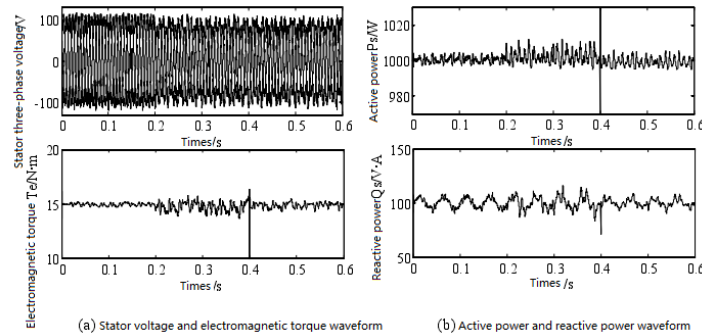 Stator three-phase voltage/V
100
0
-100
0 0.1 0.2 0.3 0.4 0.5 0.6
Times/s
Electromagnetic torque Te/N·m
20
15
10
0 0.1 0.2 0.3 0.4 0.5 0.6
Times/s
(a) Stator voltage and electromagnetic torque waveform
Active power Ps/W
1020
1000
980
960
0 0.1 0.2 0.3 0.4 0.5 0.6
Times/s
Reactive power Qs/V·A
150
100
50
0 0.1 0.2 0.3 0.4 0.5 0.6
Times/s
(b) Active power and reactive power waveform